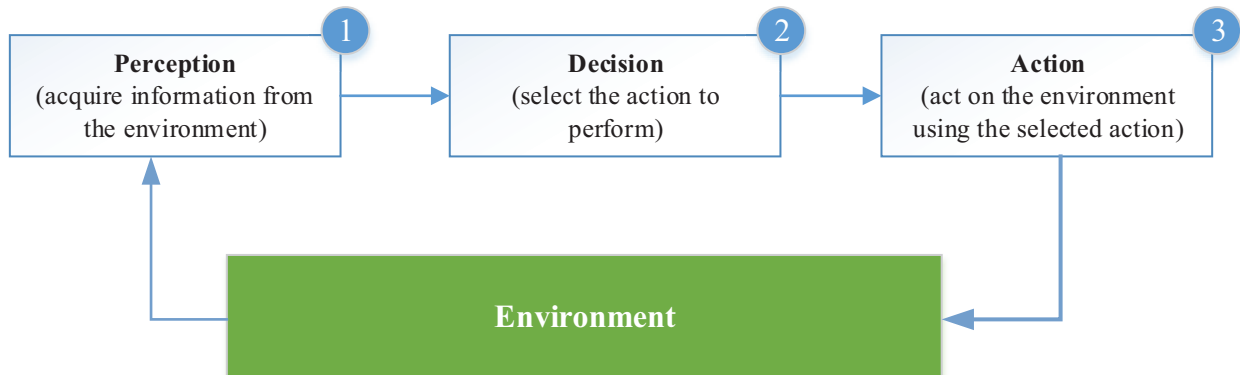 1
Perception
(acquire information from
the environment)
2
Decision
(select the action to
perform)
3
Action
(act on the environment
using the selected action)
Environment